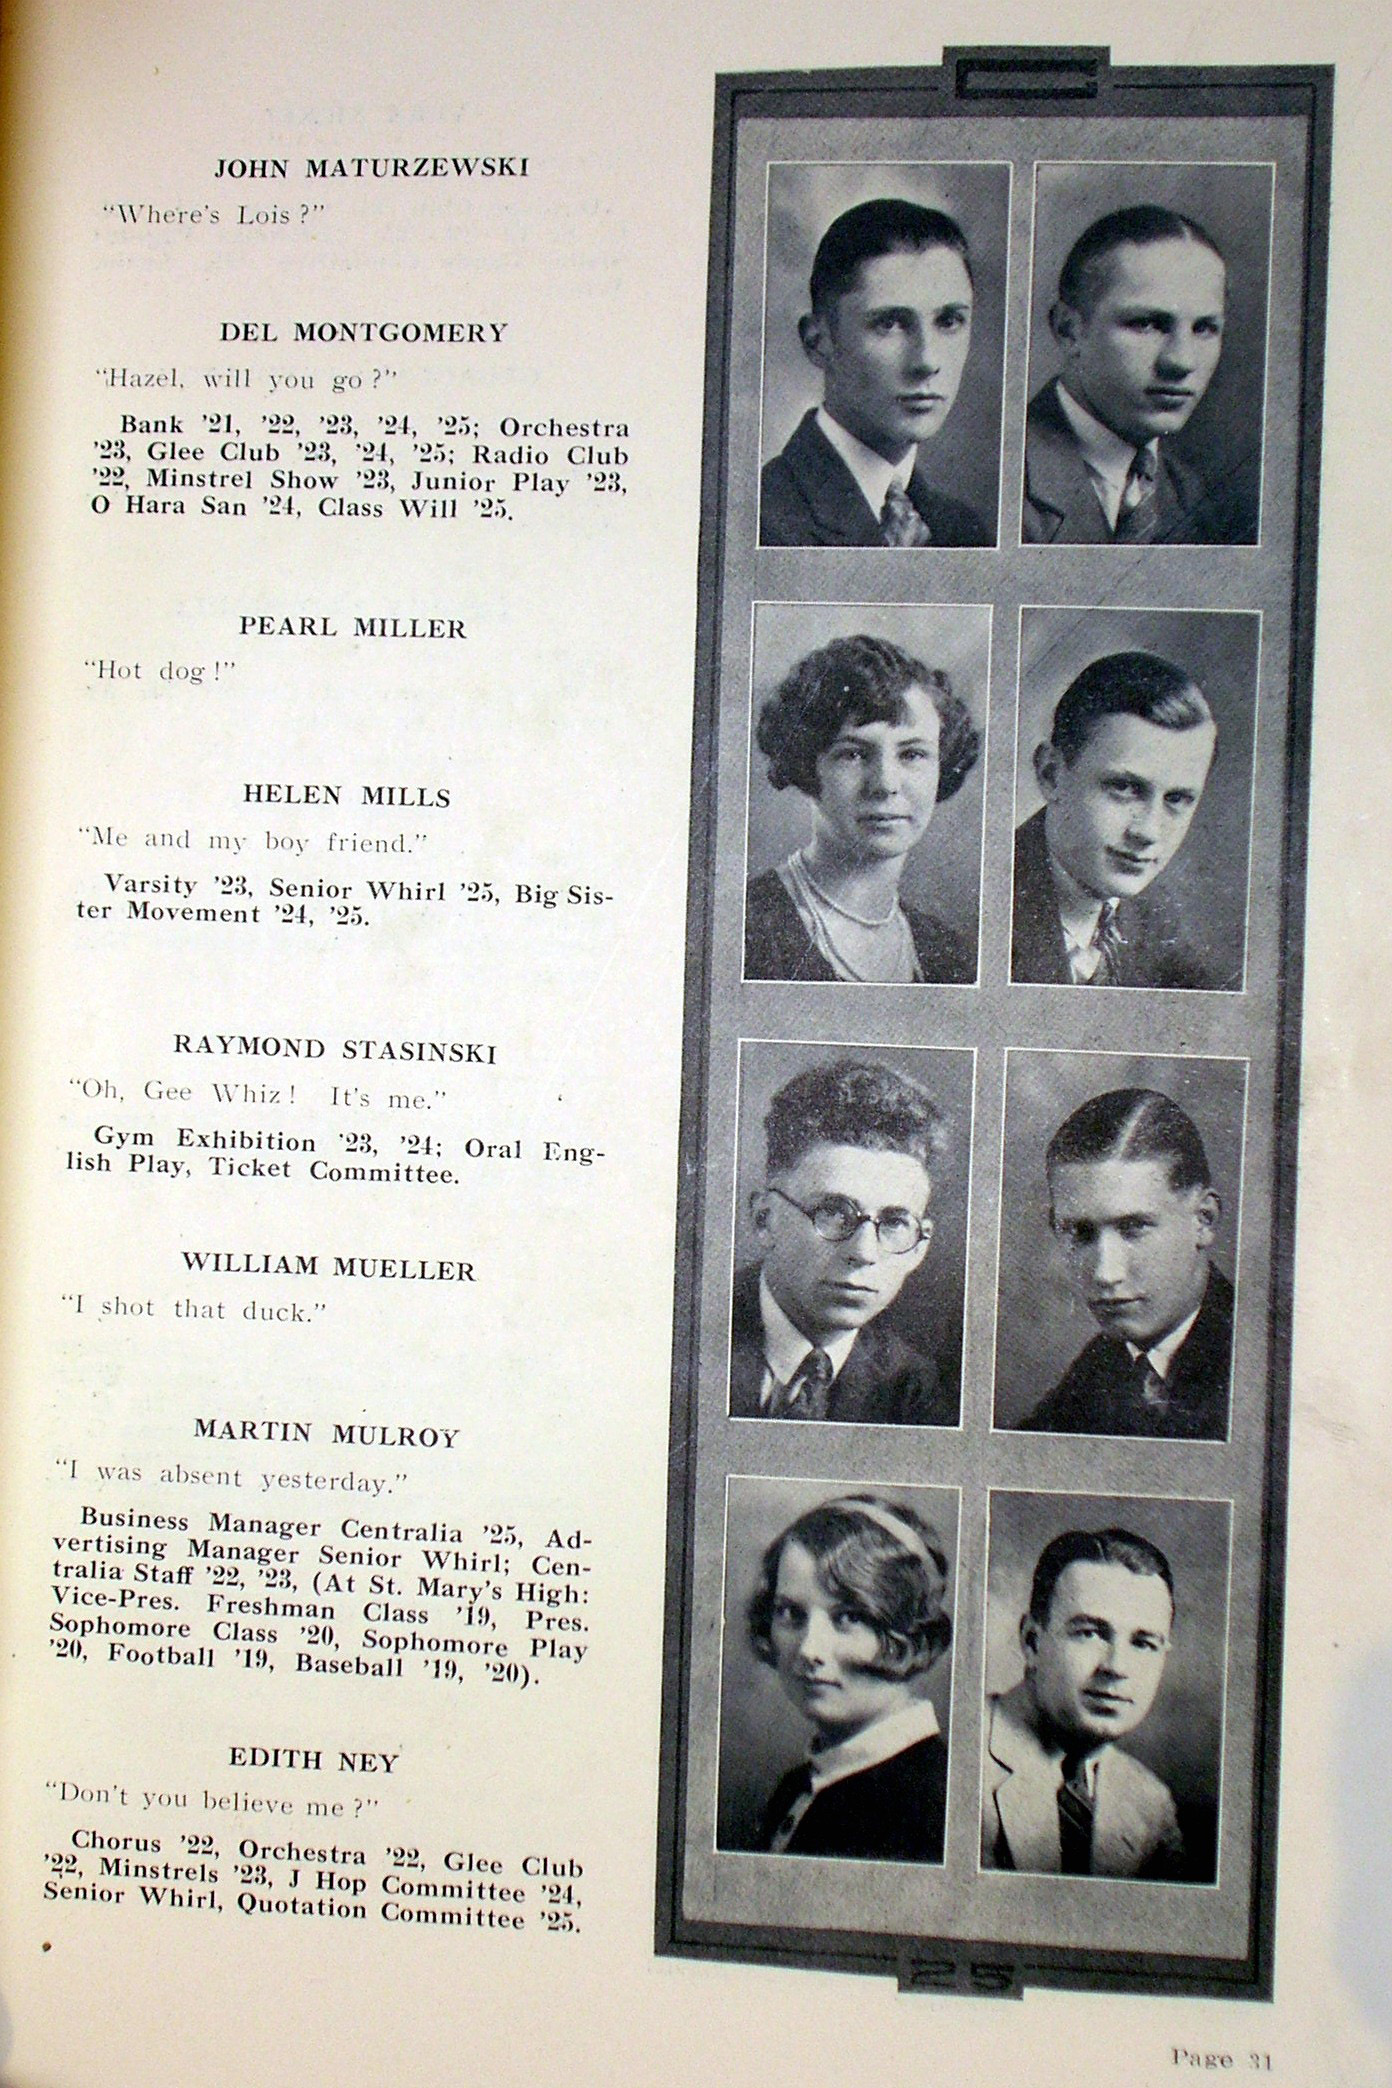 JOHN MATURZEWSKI
"Where's Lois?"
DEL MONTGOMERY
"Hazel, will you go?"
Bank '21, '22, '23, '24, '25; Orchestra
'23, Glee Club '23, '24, '25; Radio Club
'22, Minstrel Show '23, Junior Play '23,
O Hara San '24, Class Will '25.
PEARL MILLER
"Hot dog!"
HELEN MILLS
"Me and my boy friend."
Varsity '23, Senior Whirl '25, Big Sis-
ter Movement '24, '25.
RAYMOND STASINSKI
"Oh, Gee Whiz! It's me."
Gym Exhibition '23, '24; Oral Eng-
lish Play, Ticket Committee.
WILLIAM MUELLER
"I shot that duck."
MARTIN MULROY
"I was absent yesterday."
Business Manager Centralia '25, Ad-
vertising Manager Senior Whirl; Cen-
tralia Staff '22, '23, (At St. Mary's High:
Vice-Pres. Freshman Class '19, Pres.
Sophomore Class '20, Sophomore Play
'20, Football '19, Baseball '19, '20).
EDITH NEY
"Don't you believe me?"
Chorus '22, Orchestra '22, Glee Club
'22, Minstrels '23, J Hop Committee '24,
Senior Whirl, Quotation Committee '25.
25
Page 31